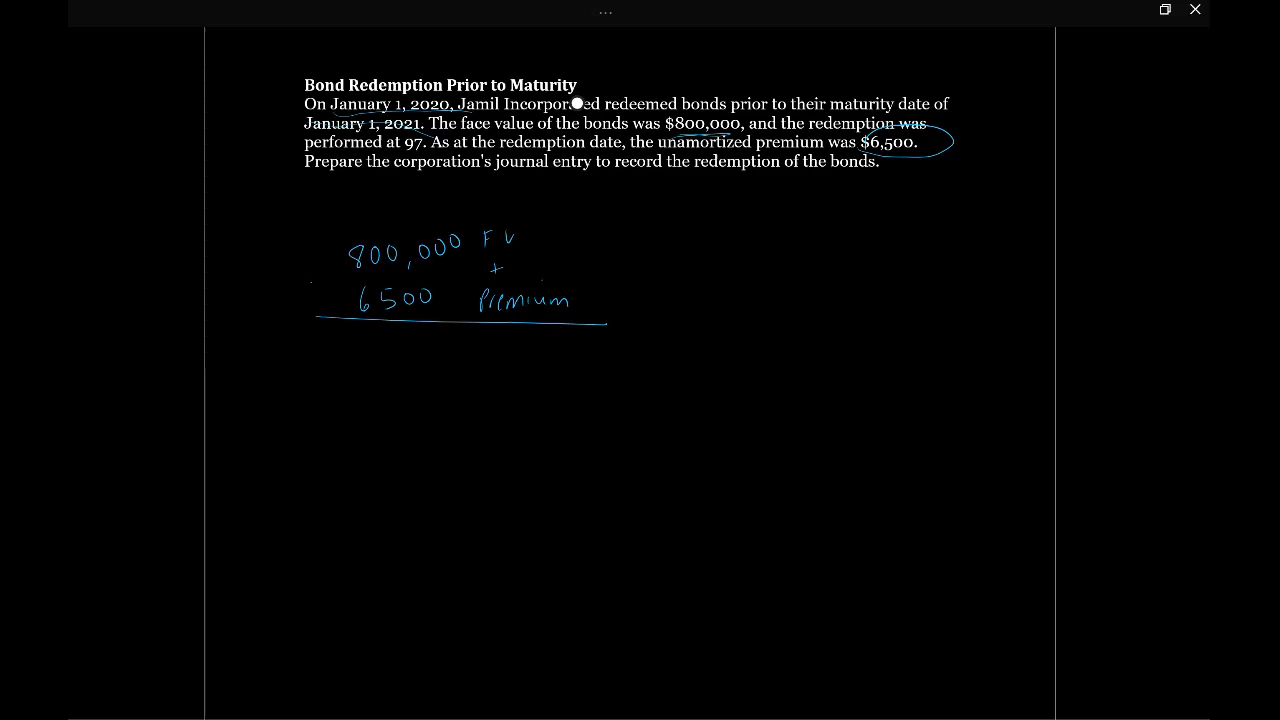 Bond Redemption Prior to Maturity
On January 1, 2020, Jamil Incorporated redeemed bonds prior to their maturity date of
January 1, 2021. The face value of the bonds was $800,000, and the redemption was
performed at 97. As at the redemption date, the unamortized premium was $6,500.
Prepare the corporation's journal entry to record the redemption of the bonds.
800,000 FV
+
6500 Premium